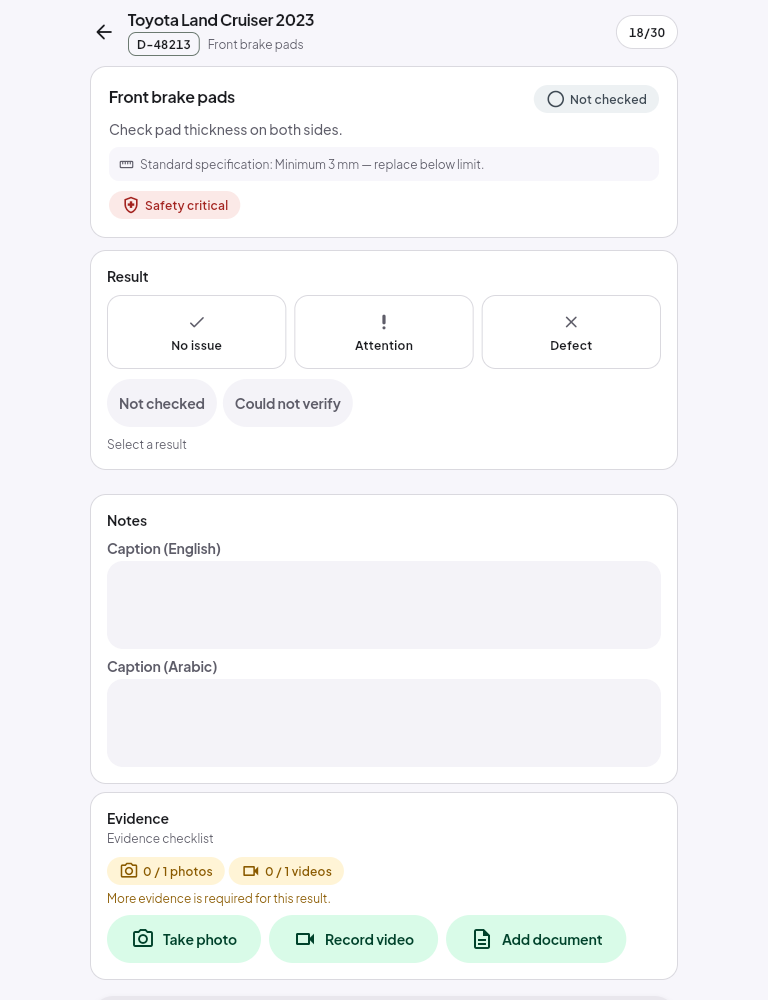 Toyota Land Cruiser 2023
D-48213 Front brake pads
18/30
Front brake pads
Not checked
Check pad thickness on both sides.
Standard specification: Minimum 3 mm — replace below limit.
Safety critical
Result
No issue
Attention
Defect
Not checked
Could not verify
Select a result
Notes
Caption (English)
Caption (Arabic)
Evidence
Evidence checklist
0 / 1 photos
0 / 1 videos
More evidence is required for this result.
Take photo
Record video
Add document